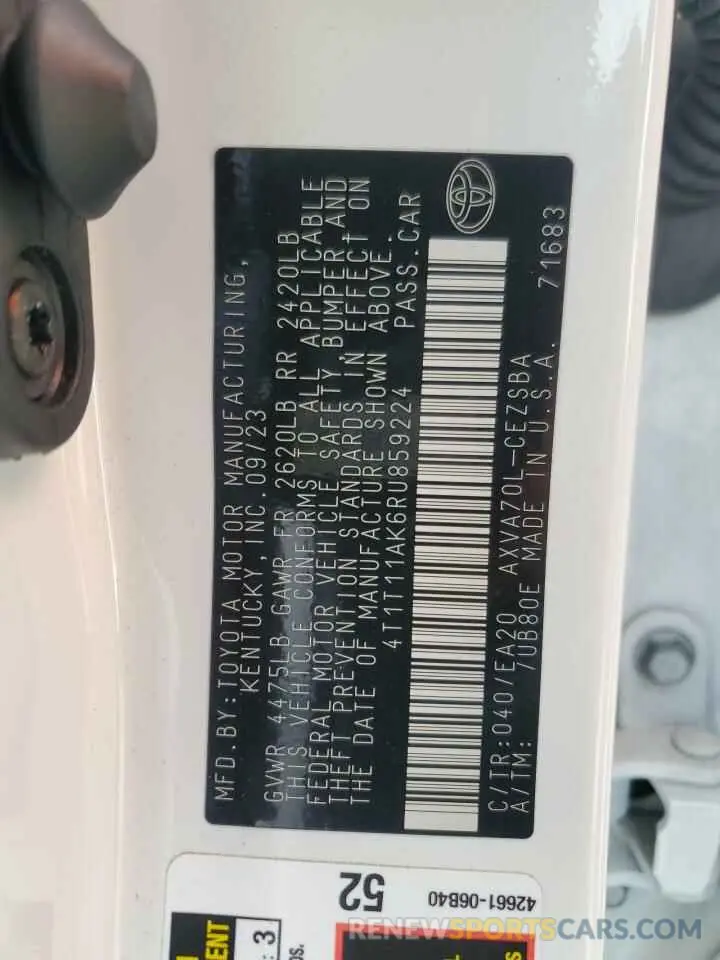 MFD.BY:TOYOTA MOTOR MANUFACTURING,
KENTUCKY, INC.09/23
GVWR 4475LB GAWR FR 2620LB RR 2420LB
THIS VEHICLE CONFORMS TO ALL APPLICABLE
FEDERAL MOTOR VEHICLE SAFETY,BUMPER,AND
THEFT PREVENTION STANDARDS IN EFFECT ON
THE DATE OF MANUFACTURE SHOWN ABOVE.
4T1T11AK6RU859224 PASS.CAR
C/TR:040/EA20 AXVA70L-CEZSBA
A/TM: /UB80E MADE IN U.S.A. 71683
52
42661-06B40
: 3
RENEWSPORTSCARS.COM